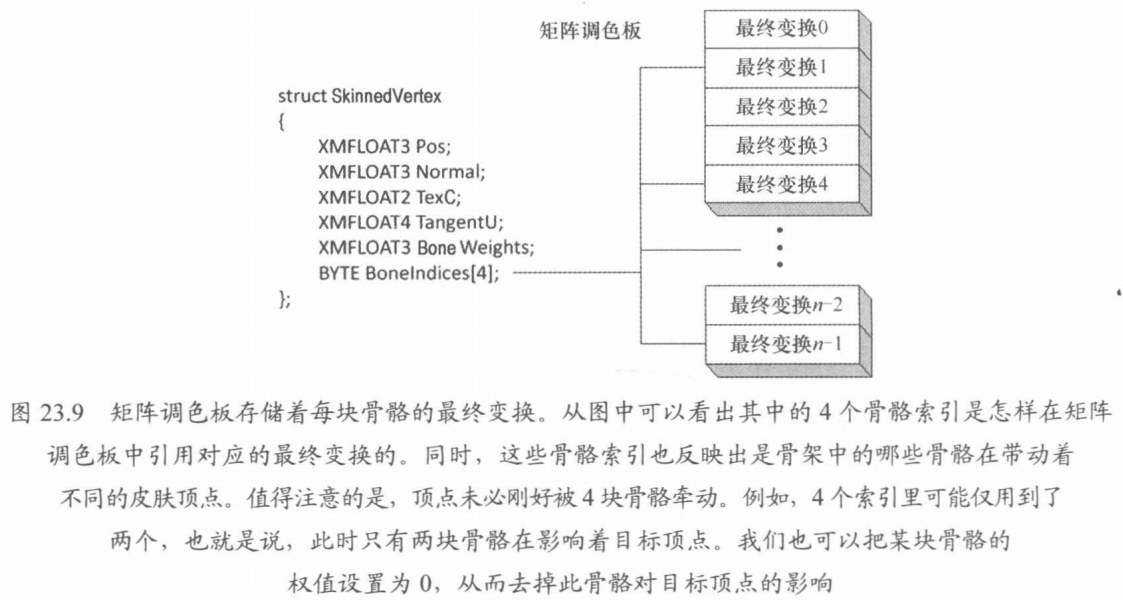 矩阵调色板
最终变换0
最终变换1
最终变换2
最终变换3
最终变换4
struct SkinnedVertex
{
XMFLOAT3 Pos;
XMFLOAT3 Normal;
XMFLOAT2 TexC;
XMFLOAT4 TangentU;
XMFLOAT3 Bone Weights;
BYTE BoneIndices[4];
};
最终变换n-2
最终变换n-1
图 23.9 矩阵调色板存储着每块骨骼的最终变换。从图中可以看出其中的 4 个骨骼索引是怎样在矩阵
调色板中引用对应的最终变换的。同时，这些骨骼索引也反映出是骨架中的哪些骨骼在带动着
不同的皮肤顶点。值得注意的是，顶点未必刚好被 4 块骨骼牵动。例如，4 个索引里可能仅用到了
两个，也就是说，此时只有两块骨骼在影响着目标顶点。我们也可以把某块骨骼的
权值设置为 0，从而去掉此骨骼对目标顶点的影响